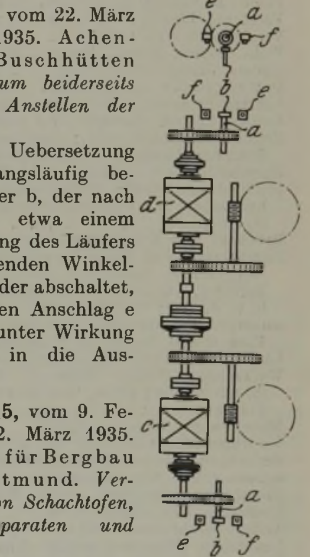 vom 22. März
1935. Achen-
Buschhütten
um beiderseits
Anstellen der
Uebersetzung
angsläufig be-
er b, der nach
etwa einem
ng des Läufers
enden Winkel-
der abschaltet,
en Anschlag e
unter Wirkung
in die Aus-
5, vom 9. Fe-
2. März 1935.
für Bergbau
tmund. Ver-
on Schachtofen,
paraten und
e
a
f
b
f
e
a
d
c
a
e
f
b